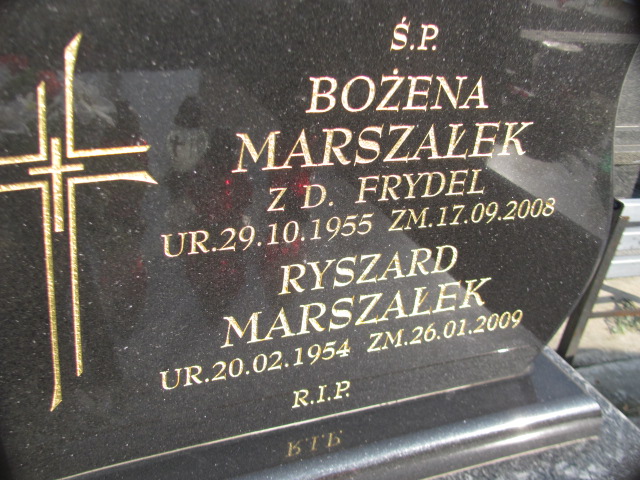 Ś.P.
BOŻENA
MARSZAŁEK
Z D. FRYDEL
UR.29.10.1955 ZM.17.09.2008
RYSZARD
MARSZAŁEK
UR.20.02.1954 ZM.26.01.2009
R.I.P.